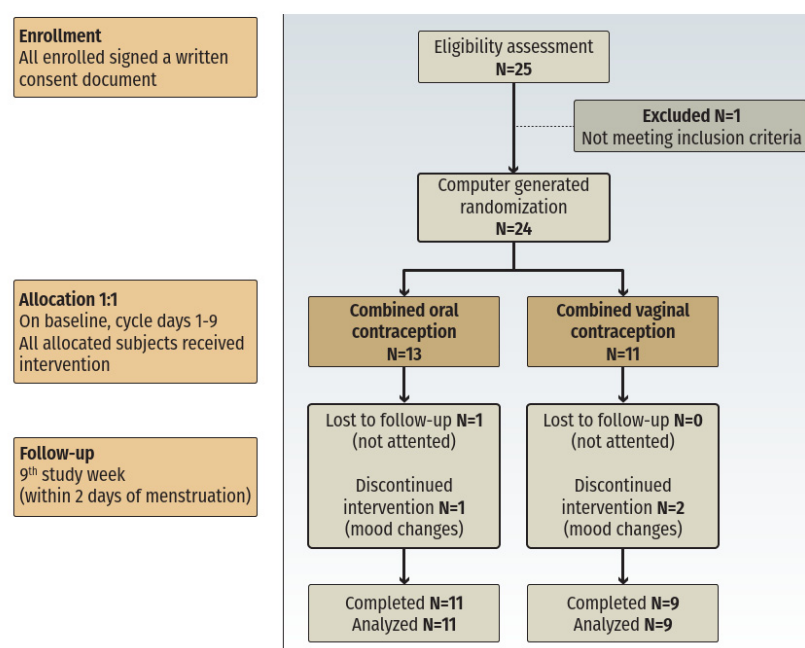 Enrollment
All enrolled signed a written
consent document
Eligibility assessment
N=25
Excluded N=1
Not meeting inclusion criteria
Computer generated
randomization
N=24
Allocation 1:1
On baseline, cycle days 1-9
All allocated subjects received
intervention
Combined oral
contraception
N=13
Combined vaginal
contraception
N=11
Follow-up
9th study week
(within 2 days of menstruation)
Lost to follow-up N=1
(not attented)
Discontinued
intervention N=1
(mood changes)
Lost to follow-up N=0
(not attented)
Discontinued
intervention N=2
(mood changes)
Completed N=11
Analyzed N=11
Completed N=9
Analyzed N=9